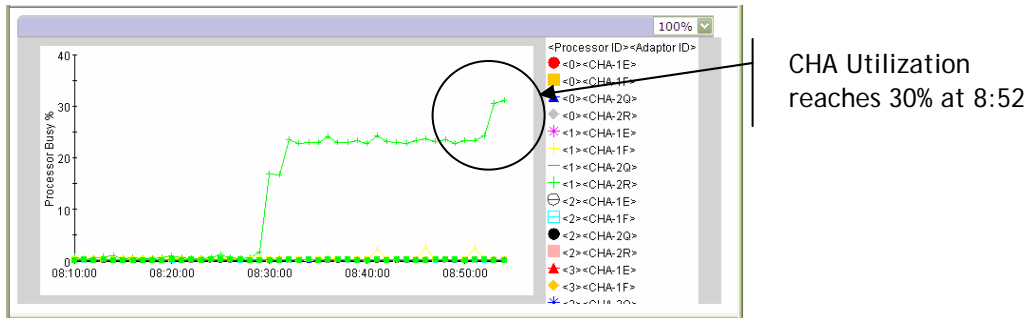 100%
40
30
20
10
0
Processor Busy %
08:10:00
08:20:00
08:30:00
08:40:00
08:50:00
<Processor ID><Adaptor ID>
<0><CHA-1E>
<0><CHA-1F>
<0><CHA-2Q>
<0><CHA-2R>
<1><CHA-1E>
<1><CHA-1F>
<1><CHA-2Q>
<1><CHA-2R>
<2><CHA-1E>
<2><CHA-1F>
<2><CHA-2Q>
<2><CHA-2R>
<3><CHA-1E>
<3><CHA-1F>
CHA Utilization
reaches 30% at 8:52